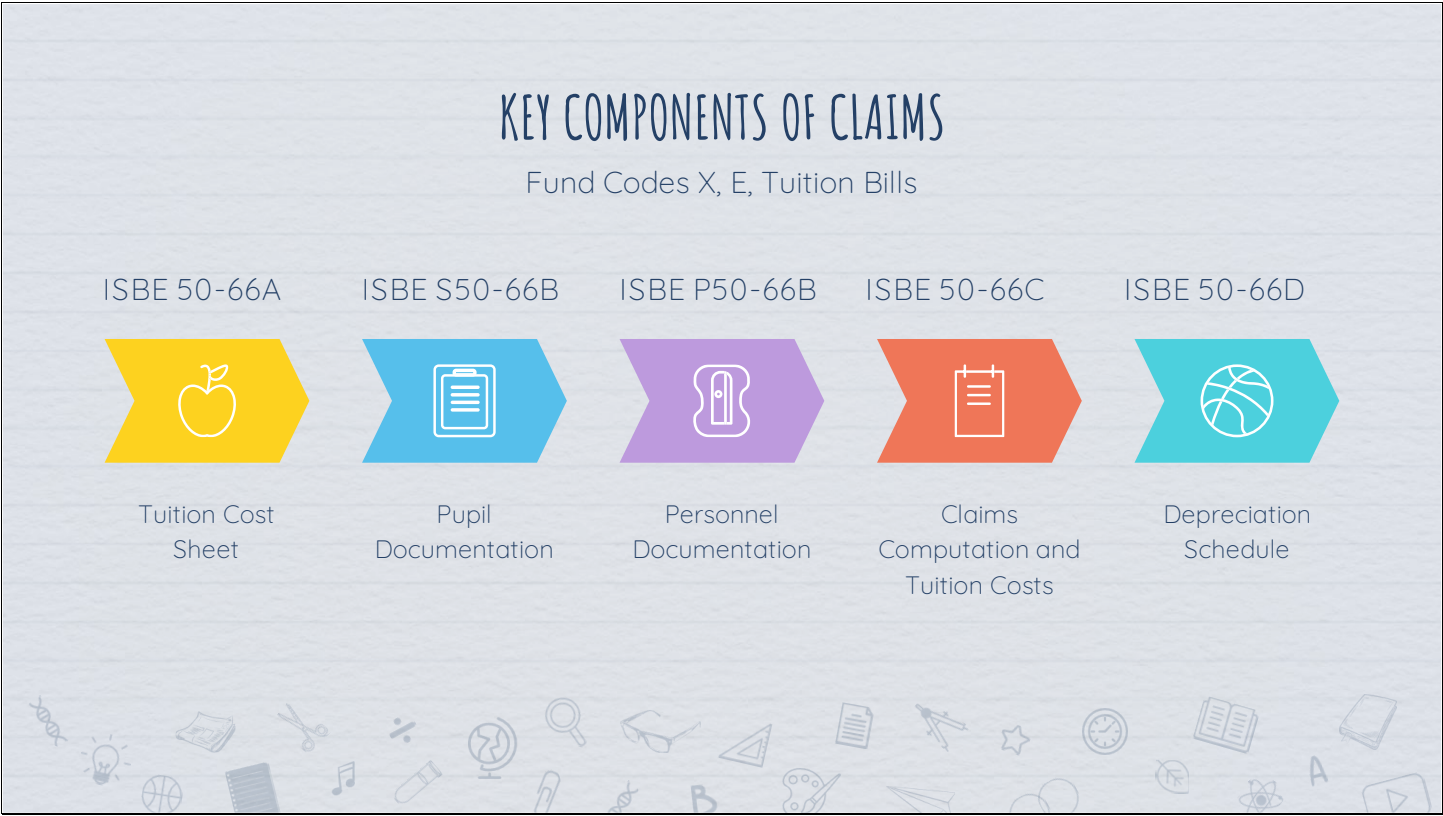 KEY COMPONENTS OF CLAIMS
Fund Codes X, E, Tuition Bills
ISBE 50-66A
ISBE S50-66B
ISBE P50-66B
ISBE 50-66C
ISBE 50-66D
Tuition Cost
Sheet
Pupil
Documentation
Personnel
Documentation
Claims
Computation and
Tuition Costs
Depreciation
Schedule
A
B